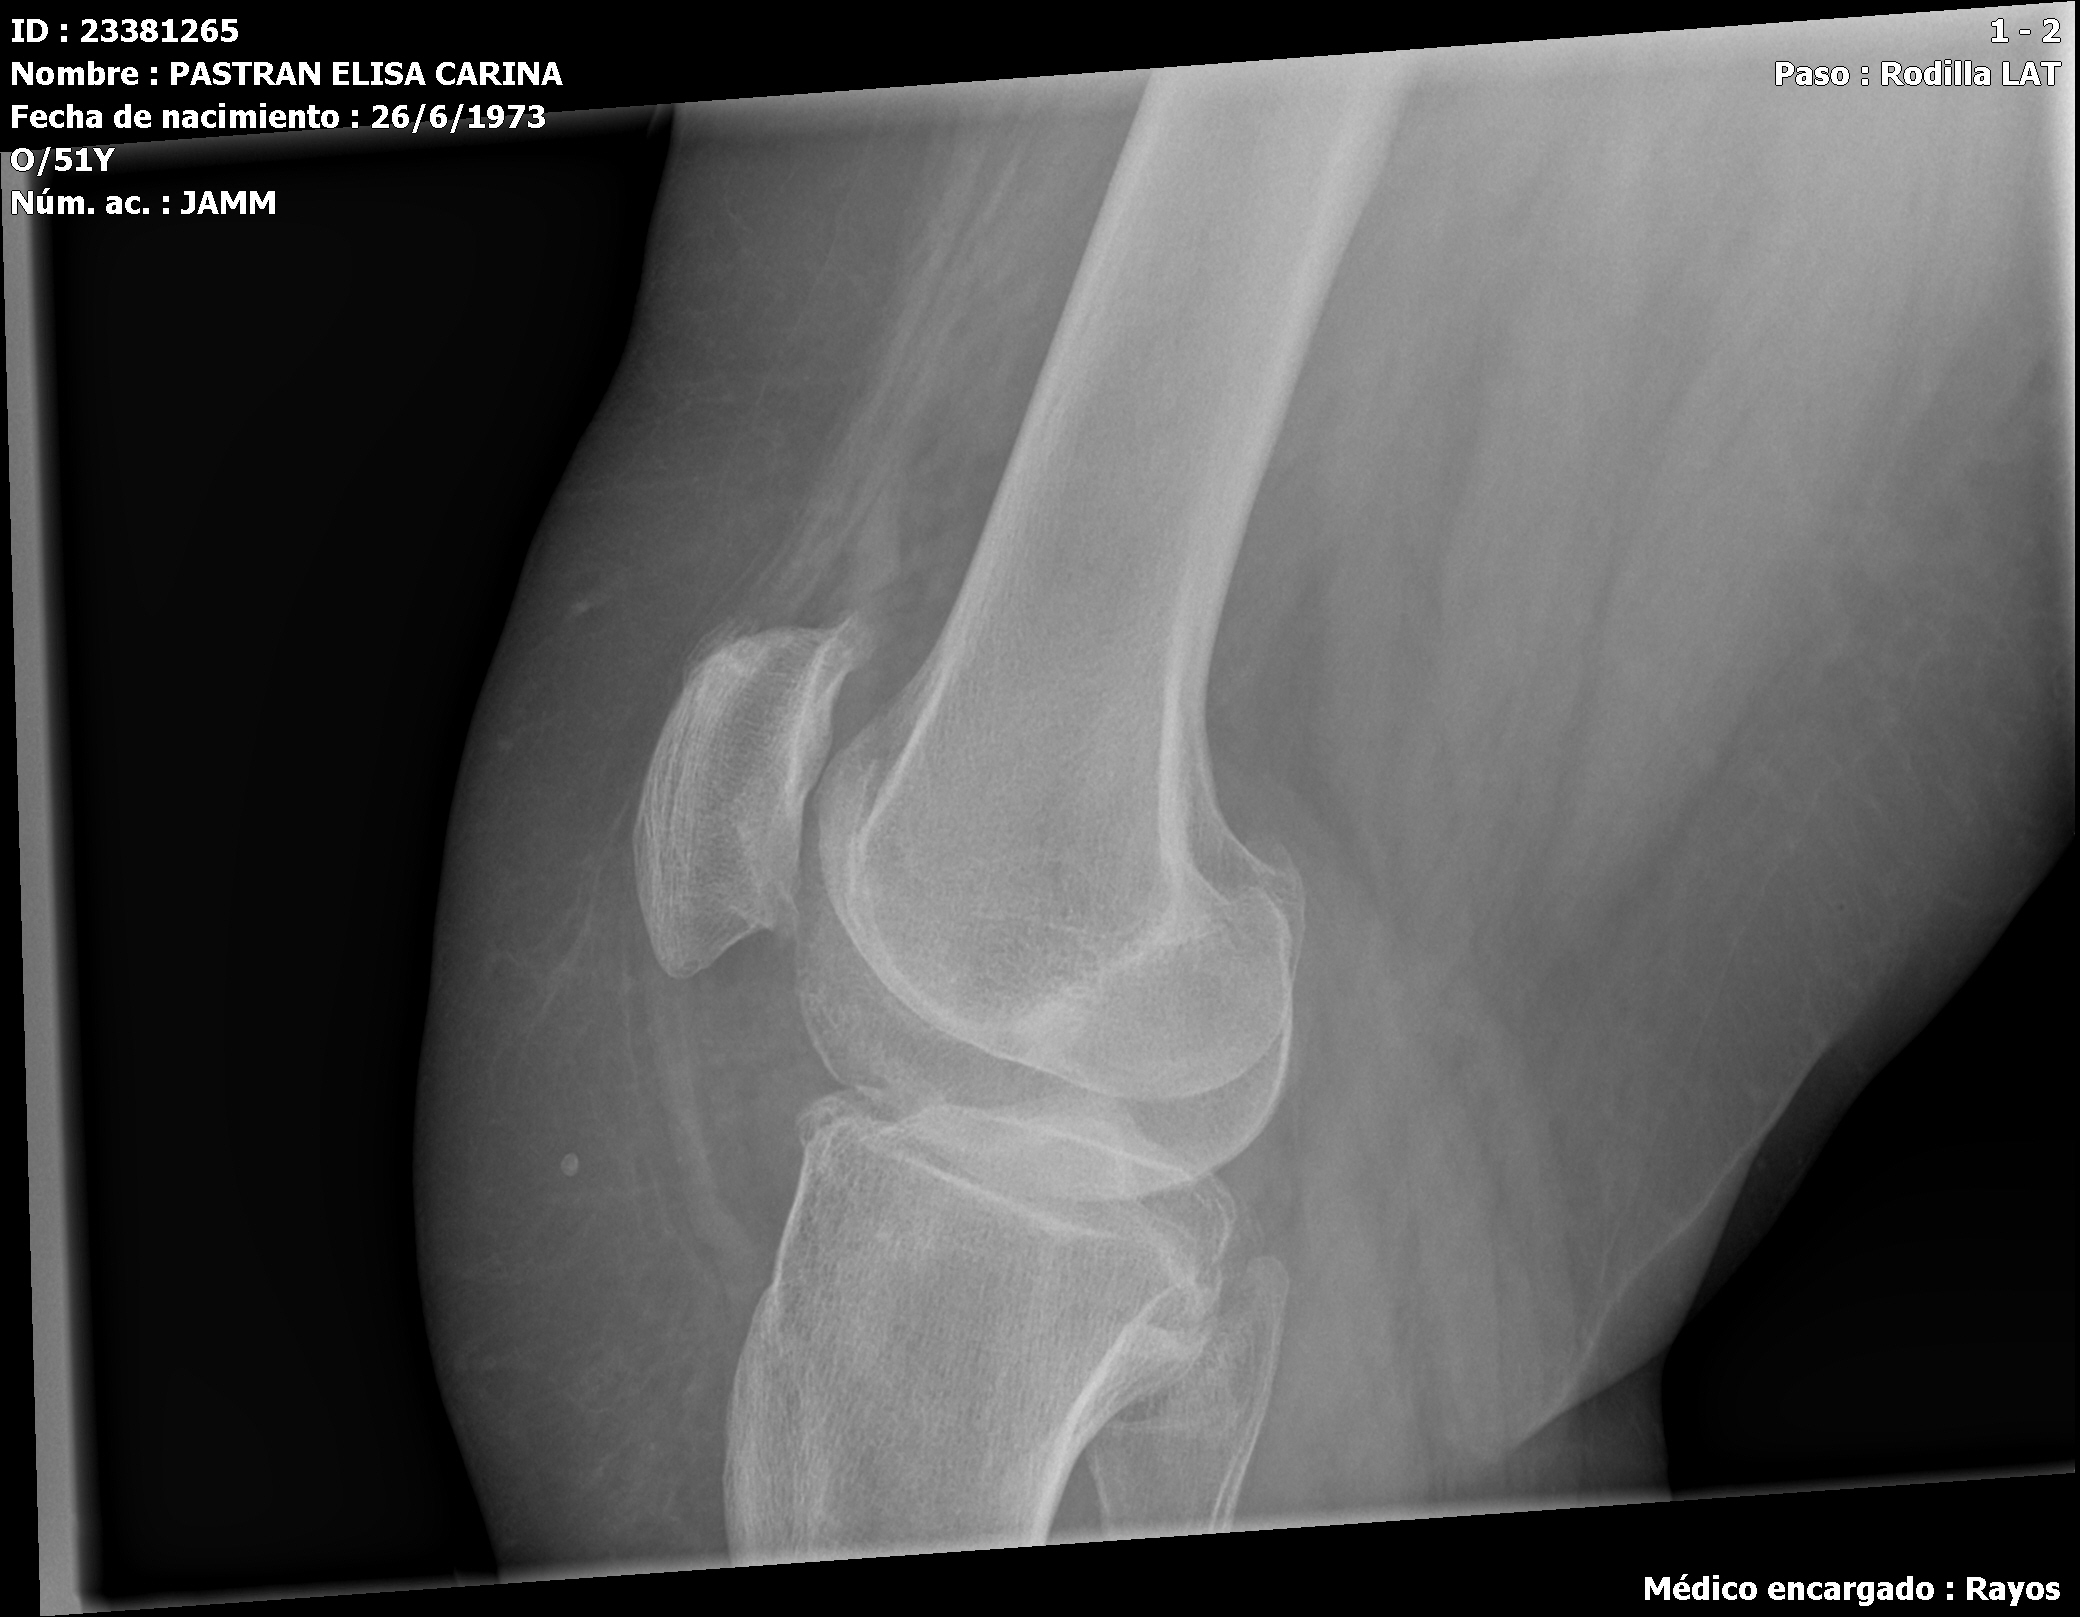 ID : 23381265
Nombre : PASTRAN ELISA CARINA
Fecha de nacimiento : 26/6/1973
O/51Y
Núm. ac. : JAMM
1 - 2
Paso : Rodilla LAT
Médico encargado : Rayos